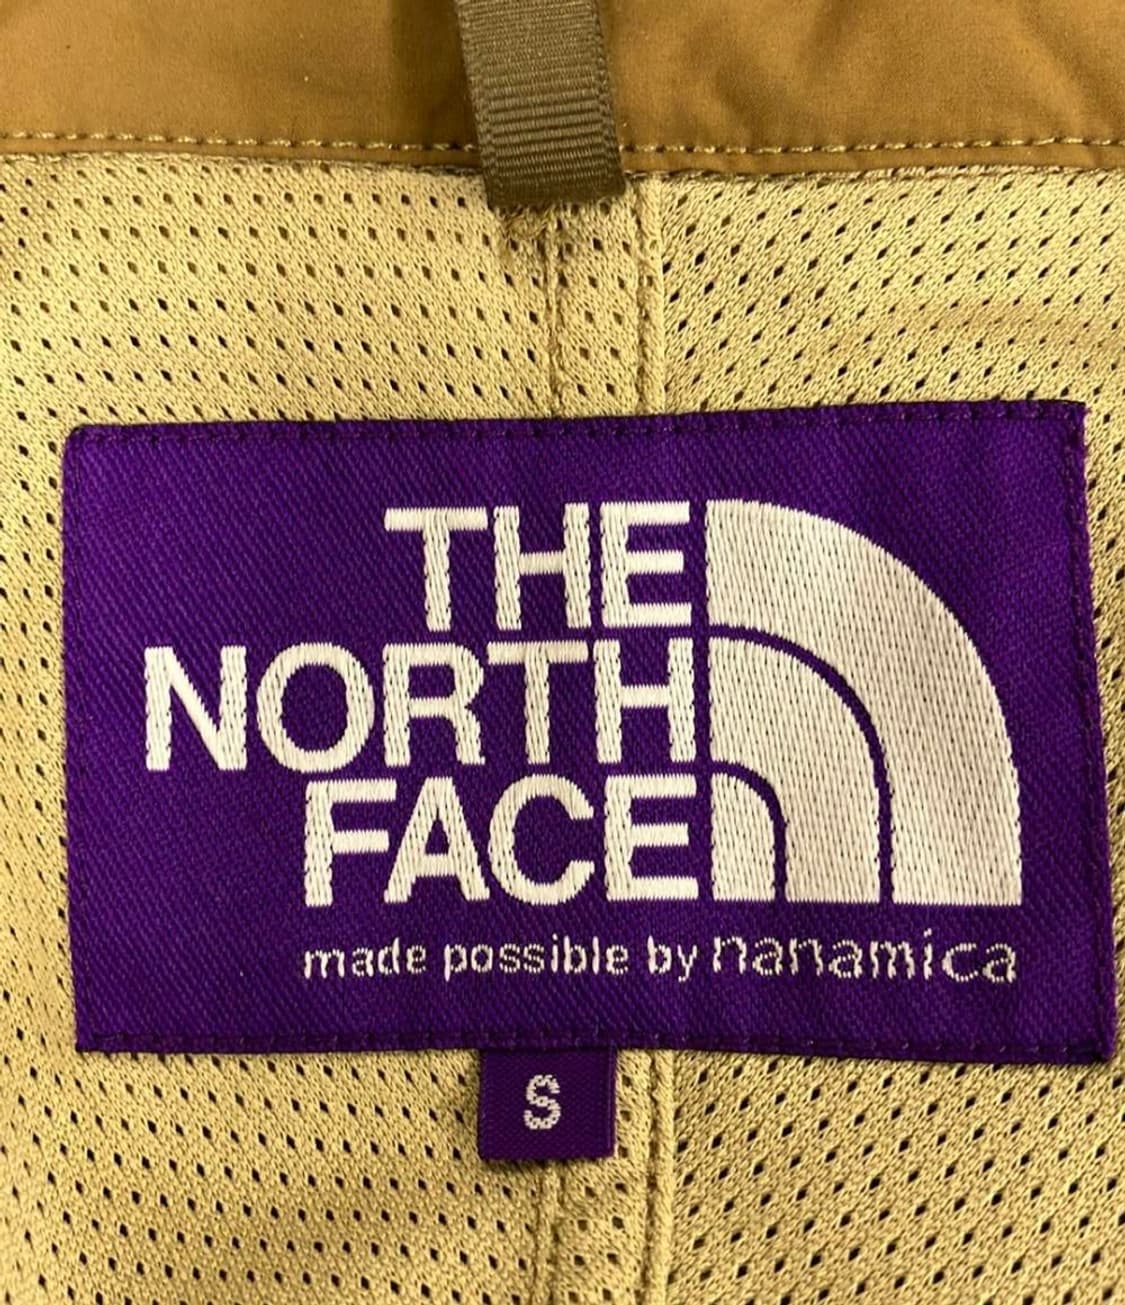 THE
NORTH
FACE
made possible by nanamica
S